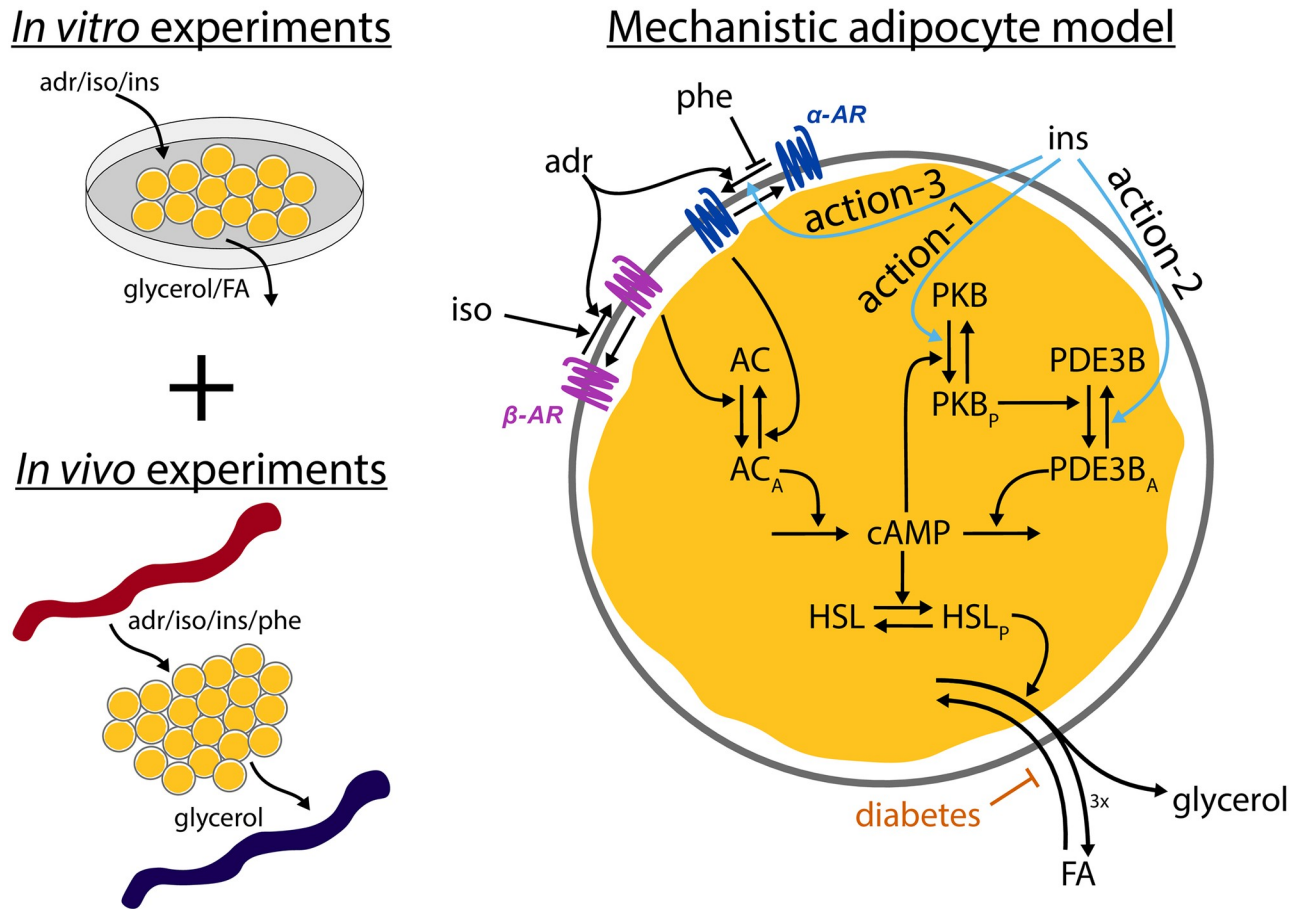 In vitro experiments
adr/iso/ins
glycerol/FA
+
In vivo experiments
adr/iso/ins/phe
glycerol
Mechanistic adipocyte model
phe
α-AR
adr
ins
action-3
action-1
action-2
iso
β-AR
PKB
AC
PDE3B
PKBP
ACA
PDE3BA
cAMP
HSL
HSLP
diabetes
3x
glycerol
FA